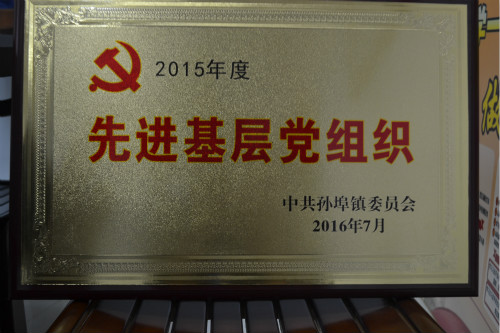 2015年度
先进基层党组织
中共孙埠镇委员会
2016年7月